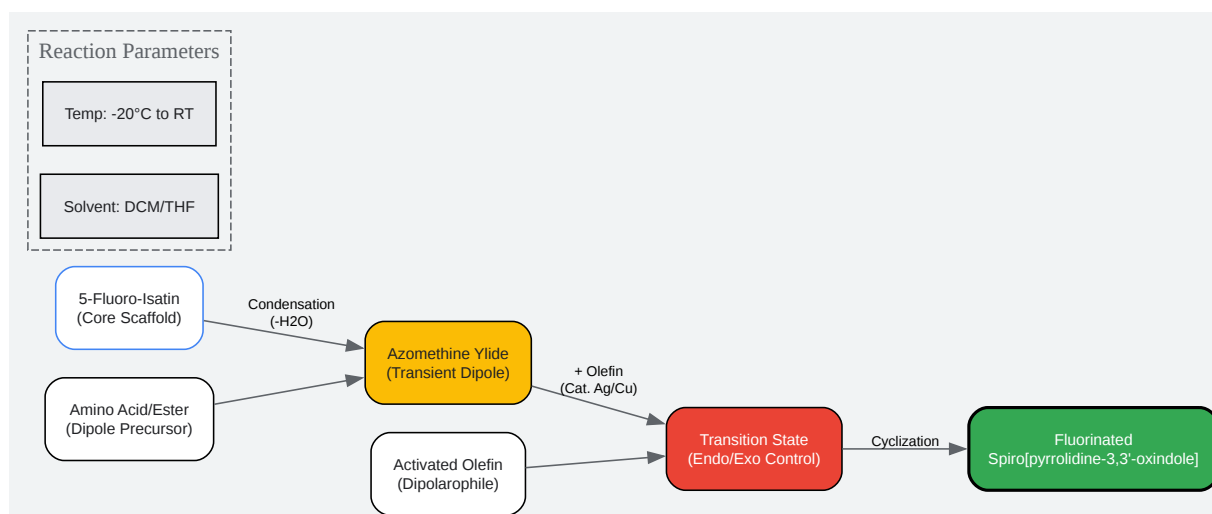 Reaction Parameters
Temp: -20°C to RT
Solvent: DCM/THF
5-Fluoro-Isatin
(Core Scaffold)
Condensation
(-H2O)
Azomethine Ylide
(Transient Dipole)
Amino Acid/Ester
(Dipole Precursor)
+ Olefin
(Cat. Ag/Cu)
Activated Olefin
(Dipolarophile)
Transition State
(Endo/Exo Control)
Cyclization
Fluorinated
Spiro[pyrrolidine-3,3'-oxindole]